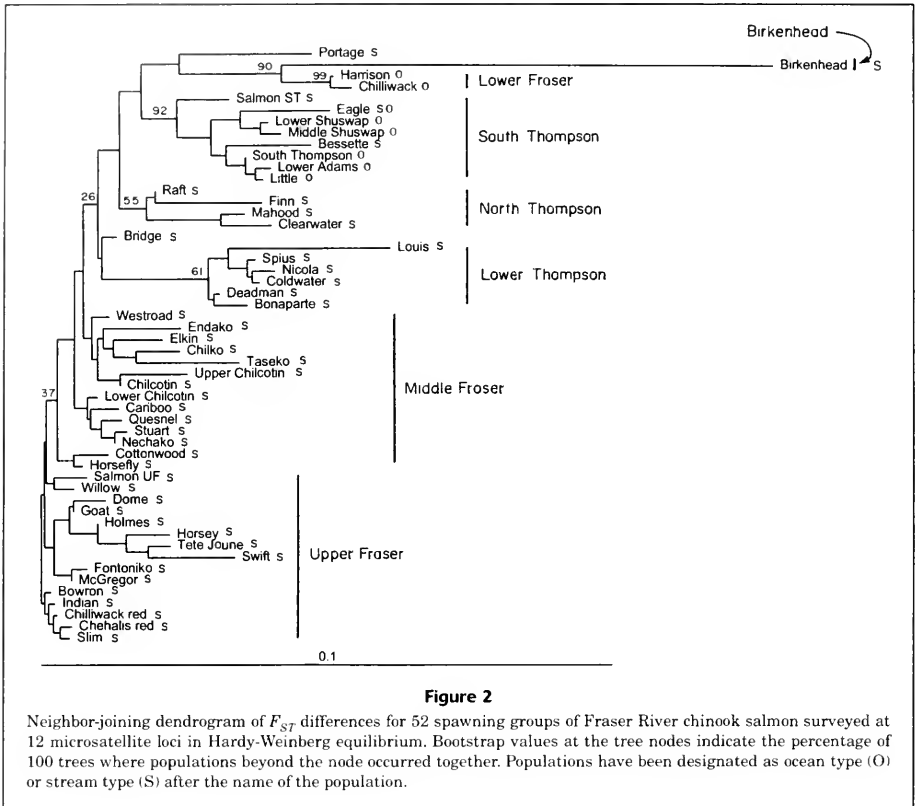 Birkenhead
Portage S
90
Birkenhead S
99 Harrison O
Chilliwack O
Lower Fraser
Salmon ST S
92
Eagle S O
Lower Shuswap O
Middle Shuswap O
South Thompson
Bessette S
South Thompson O
Lower Adams O
Little O
Raft S
26
55
Finn S
North Thompson
Mahood S
Clearwater S
Bridge S
Louis S
Spius S
61
Nicola S
Lower Thompson
Coldwater S
Deadman S
Bonaparte S
Westroad S
Endako S
Elkin S
Chilko S
Taseko S
Upper Chilcotin S
Chilcotin S
Middle Fraser
37
Lower Chilcotin S
Cariboo S
Quesnel S
Stuart S
Nechako S
Cottonwood S
Horsefly S
Salmon UF S
Willow S
Dome S
Goat S
Holmes S
Horsey S
Tete Joune S
Swift S
Upper Fraser
Fontoniko S
McGregor S
Bowron S
Indian S
Chilliwack red S
Chehalis red S
Slim S
0.1
Figure 2
Neighbor-joining dendrogram of F_ST differences for 52 spawning groups of Fraser River chinook salmon surveyed at
12 microsatellite loci in Hardy-Weinberg equilibrium. Bootstrap values at the tree nodes indicate the percentage of
100 trees where populations beyond the node occurred together. Populations have been designated as ocean type (O)
or stream type (S) after the name of the population.